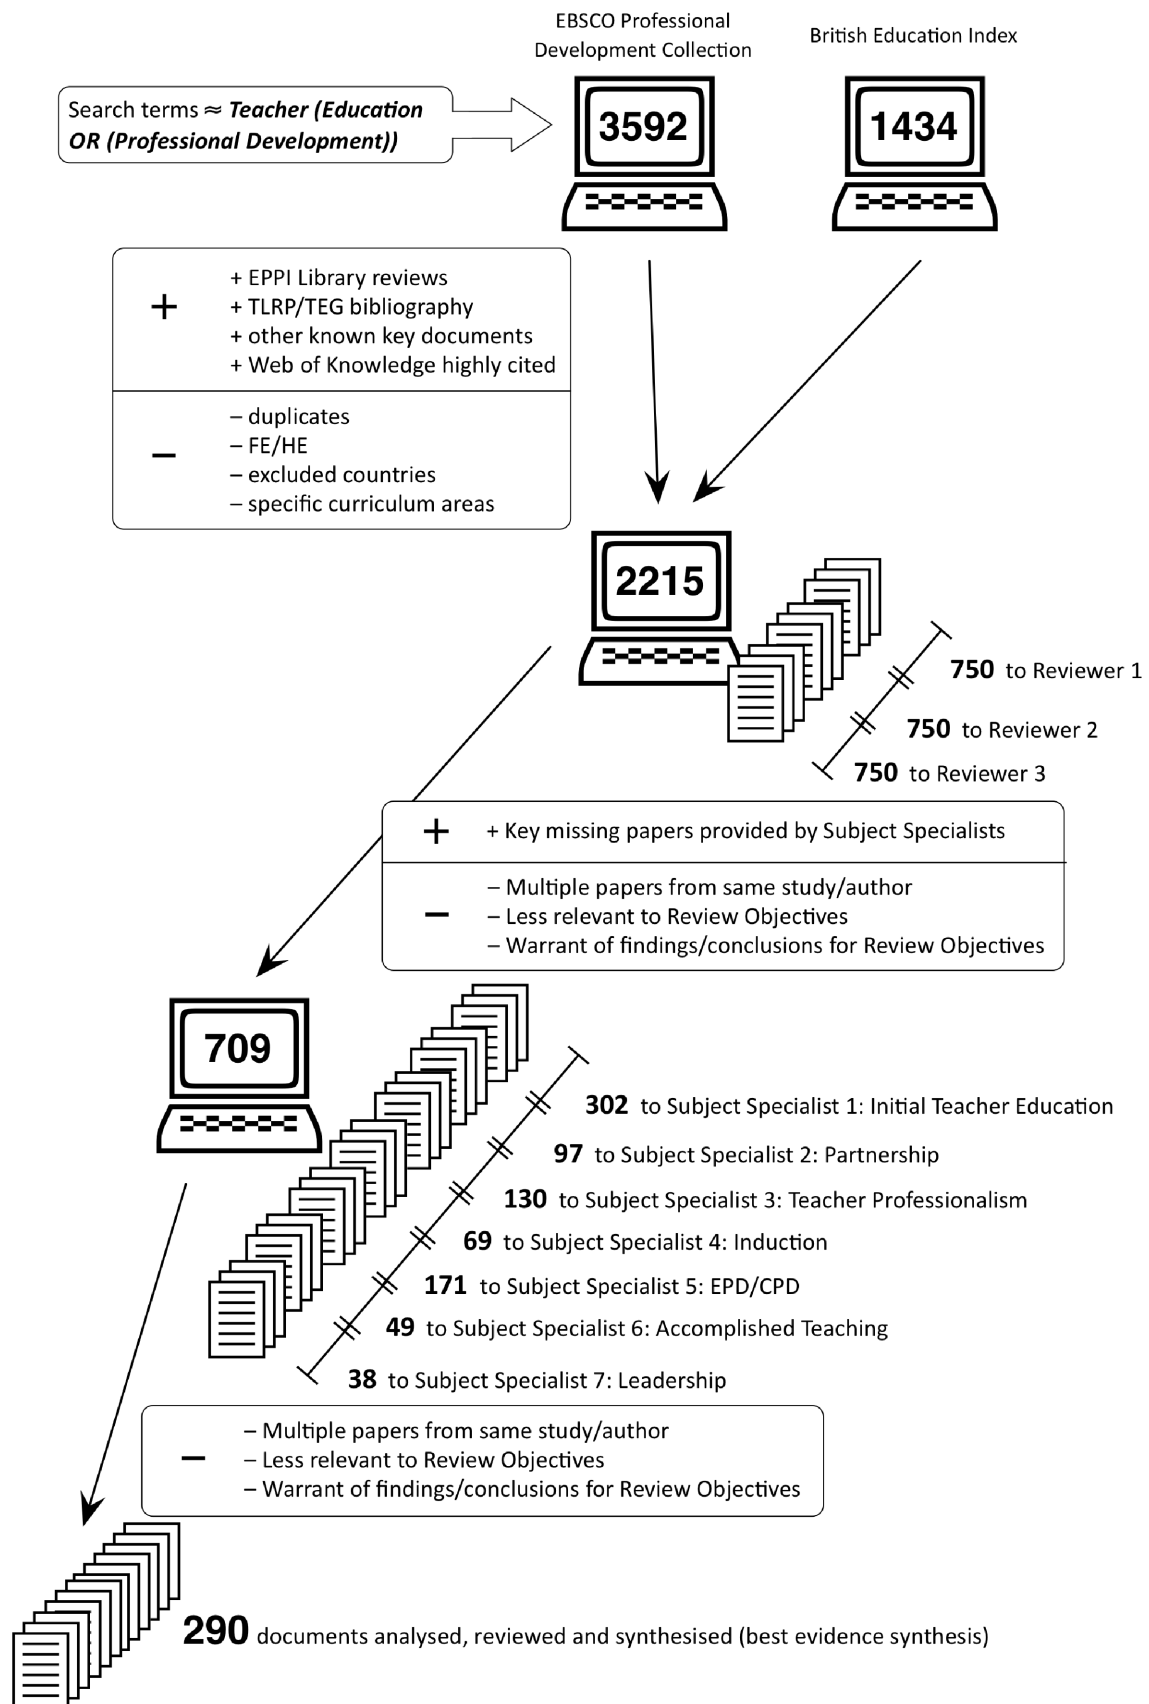 EBSCO Professional
Development Collection
British Education Index
Search terms ≈ Teacher (Education
OR (Professional Development))
3592
1434
+
+ EPPI Library reviews
+ TLRP/TEG bibliography
+ other known key documents
+ Web of Knowledge highly cited
–
– duplicates
– FE/HE
– excluded countries
– specific curriculum areas
2215
750 to Reviewer 1
750 to Reviewer 2
750 to Reviewer 3
+
+ Key missing papers provided by Subject Specialists
–
– Multiple papers from same study/author
– Less relevant to Review Objectives
– Warrant of findings/conclusions for Review Objectives
709
302 to Subject Specialist 1: Initial Teacher Education
97 to Subject Specialist 2: Partnership
130 to Subject Specialist 3: Teacher Professionalism
69 to Subject Specialist 4: Induction
171 to Subject Specialist 5: EPD/CPD
49 to Subject Specialist 6: Accomplished Teaching
38 to Subject Specialist 7: Leadership
–
– Multiple papers from same study/author
– Less relevant to Review Objectives
– Warrant of findings/conclusions for Review Objectives
290 documents analysed, reviewed and synthesised (best evidence synthesis)